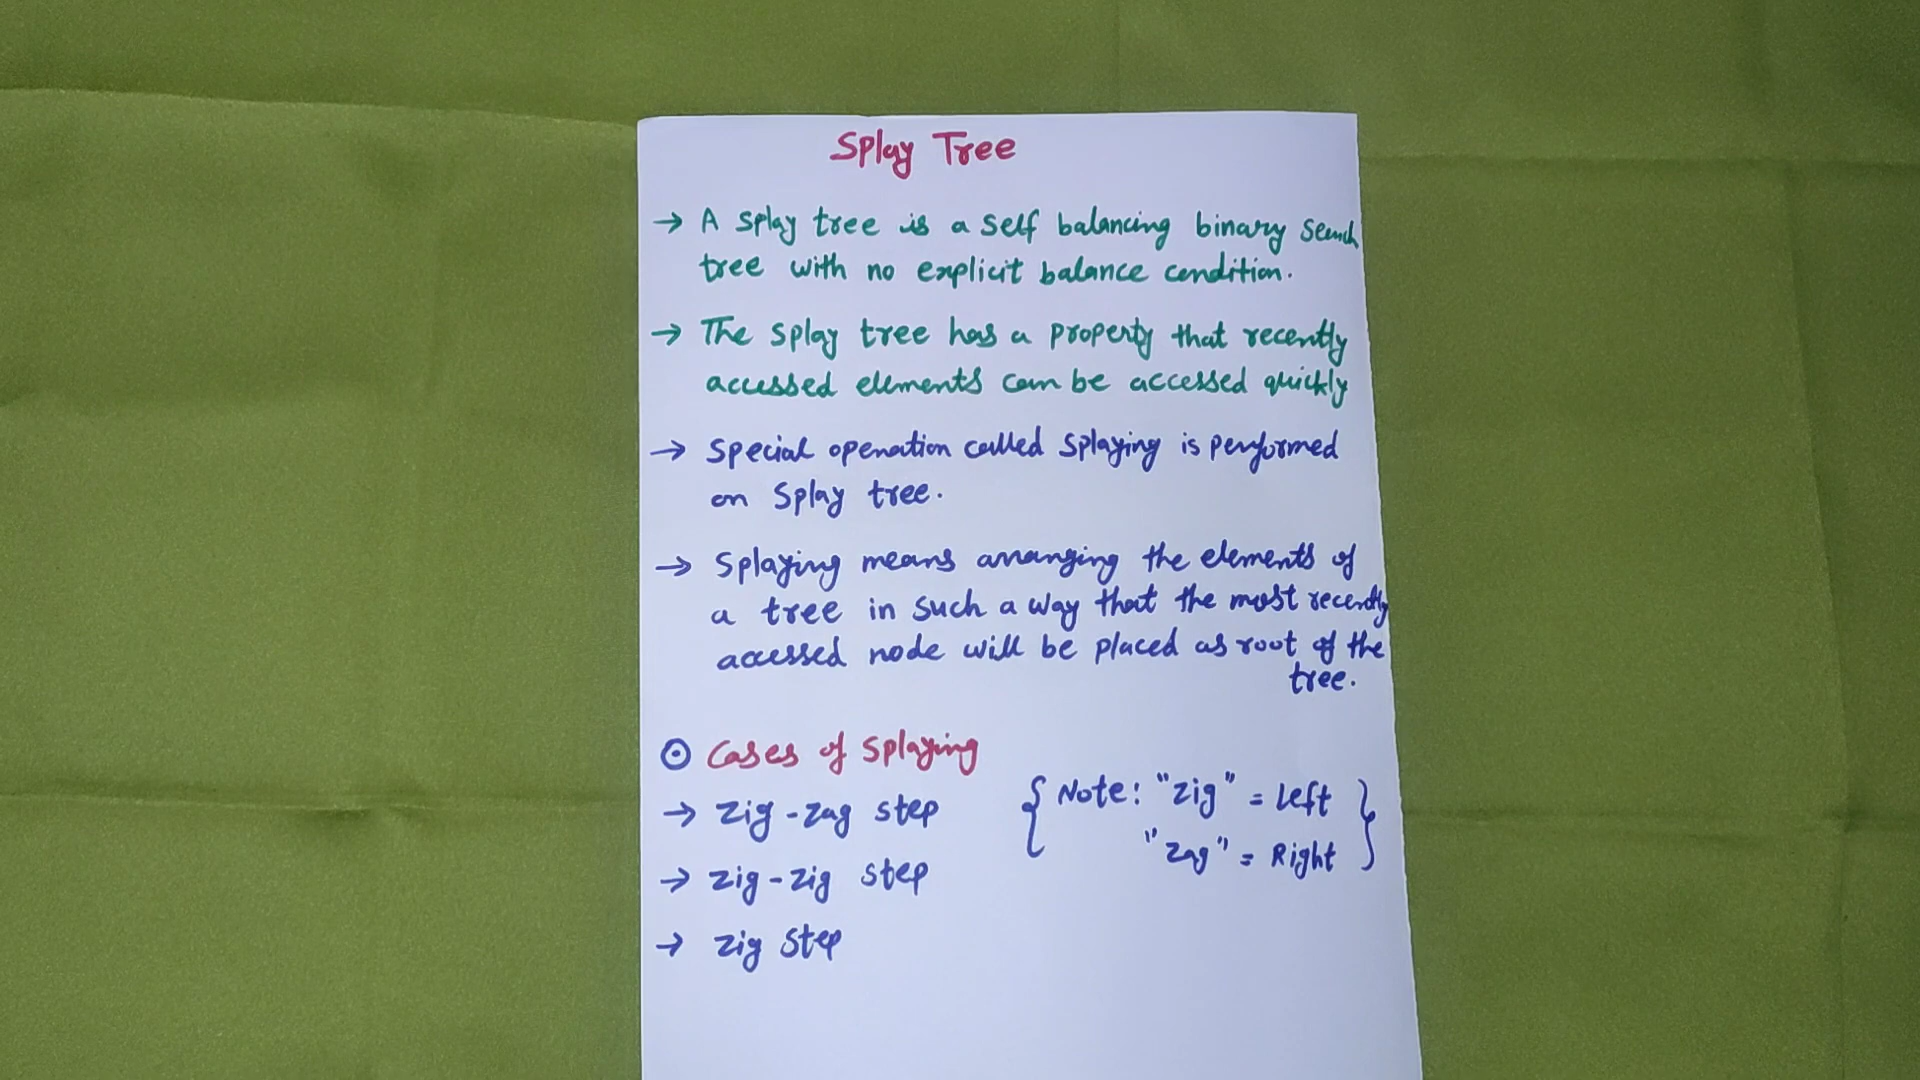 Splay Tree
→ A splay tree is a self balancing binary search
tree with no explicit balance condition.
→ The splay tree has a property that recently
accessed elements can be accessed quickly
→ Special operation called splaying is performed
on splay tree.
→ Splaying means arranging the elements of
a tree in such a way that the most recently
accessed node will be placed as root of the
tree.
⊙ Cases of Splaying
→ zig-zag step
→ zig-zig step
→ zig step
{ Note: "zig" = Left }
"zag" = Right